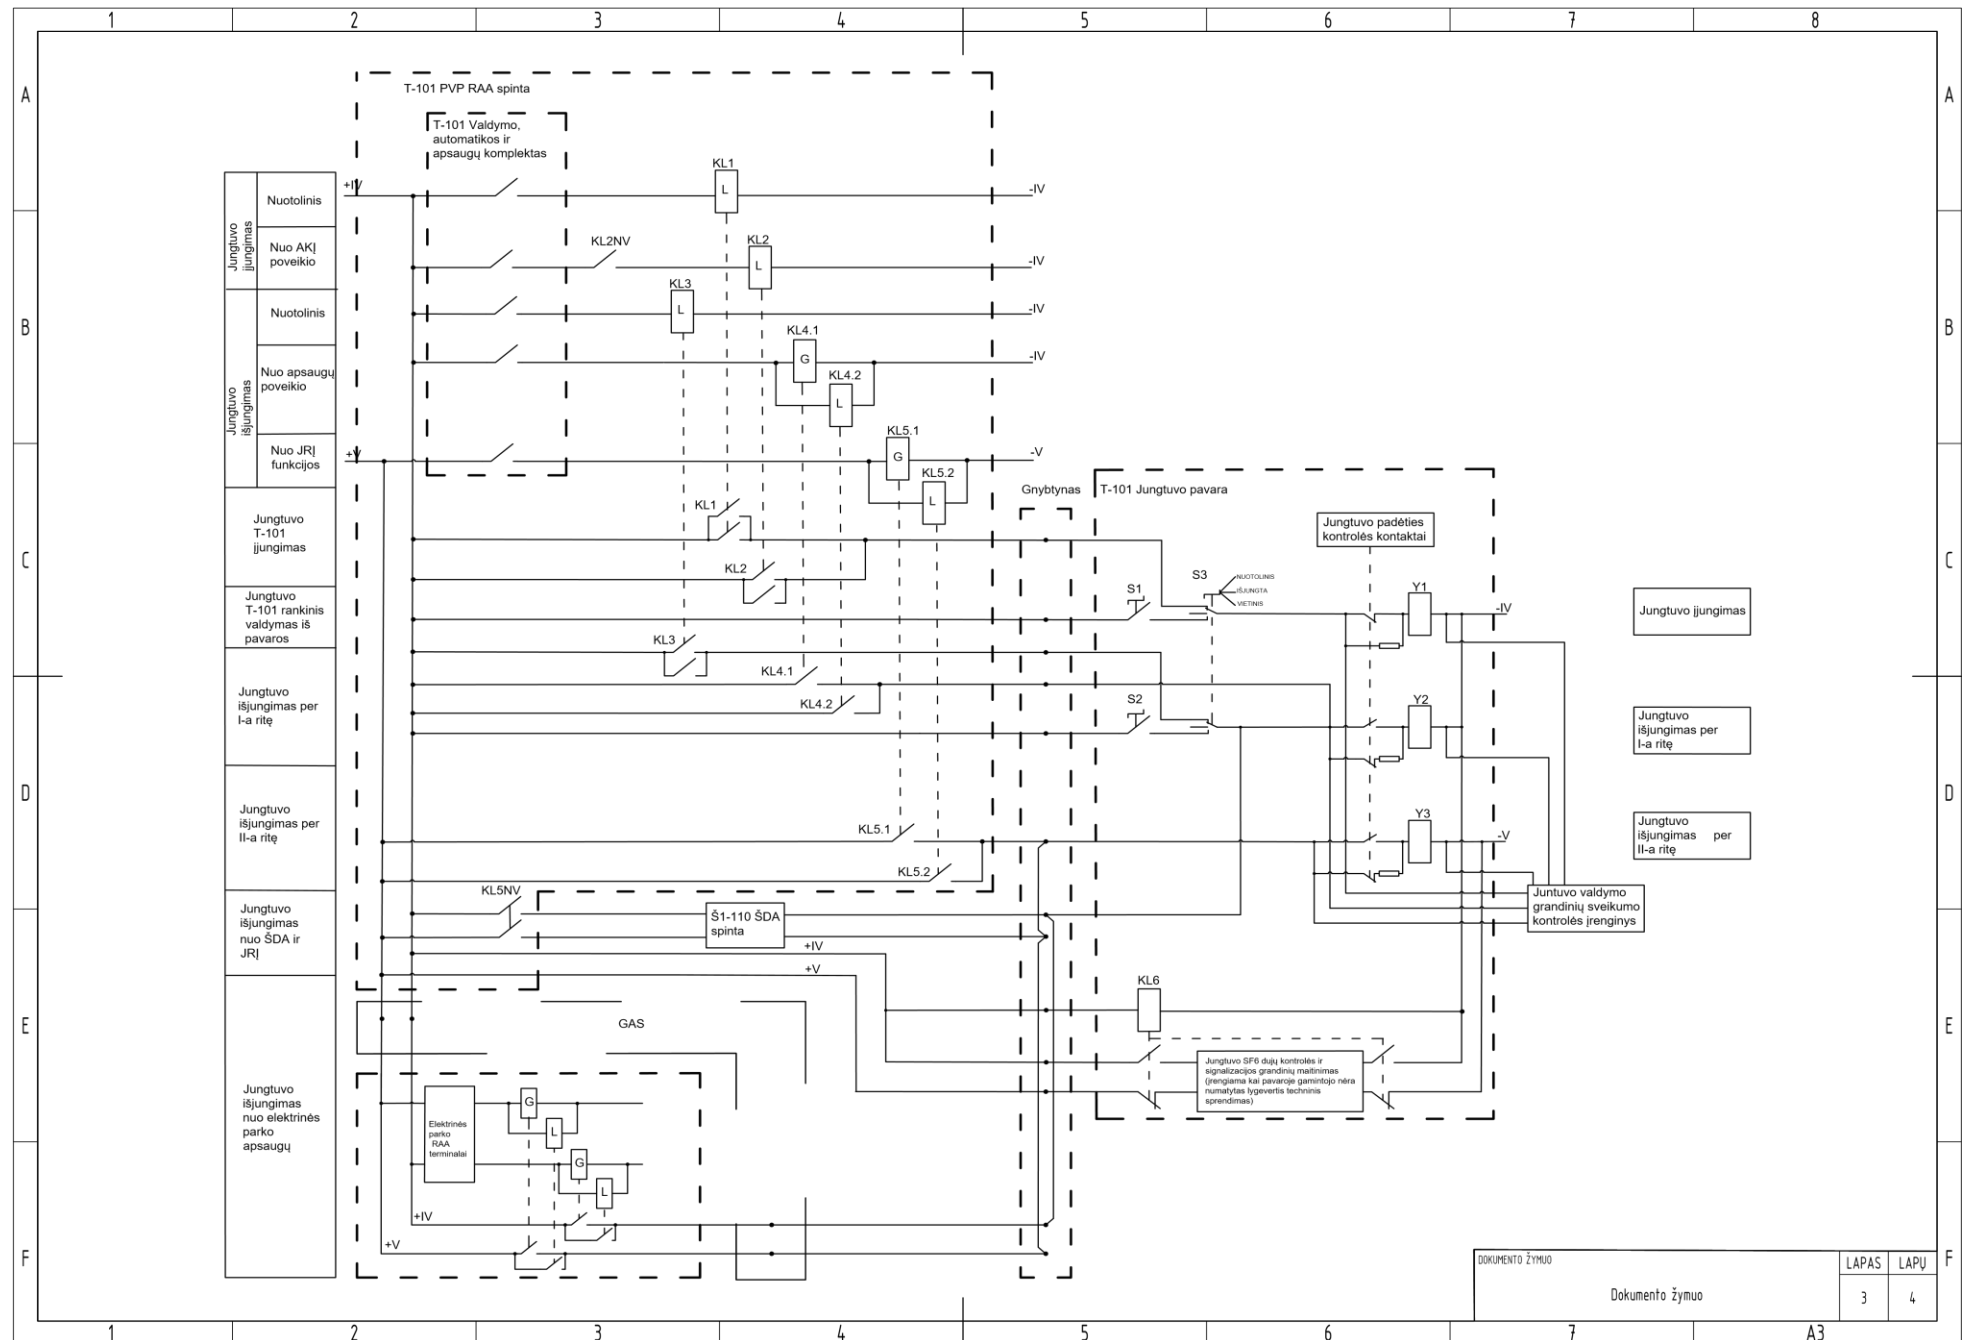 1 2 3 4 5 6 7 8
A A
T-101 PVP RAA spinta
T-101 Valdymo,
automatikos ir
apsaugų komplektas
KL1
L
+IV
-IV
Jungtuvo
įjungimas
Nuotolinis
Nuo AKĮ
poveikio
KL2NV
KL2
L
-IV
KL3
L
-IV
B B
Jungtuvo
išjungimas
Nuotolinis
Nuo apsaugų
poveikio
Nuo JRĮ
funkcijos
KL4.1
G
-IV
KL4.2
L
KL5.1
G
+V
-V
KL5.2
L
Gnybtynas
T-101 Jungtuvo pavara
Jungtuvo
T-101
įjungimas
KL1
KL2
Jungtuvo padėties
kontrolės kontaktai
C C
S1
S3
NUOTOLINIS
IŠJUNGTA
VIETINIS
Y1
-IV
Jungtuvo įjungimas
Jungtuvo
T-101 rankinis
valdymas iš
pavaros
KL3
KL4.1
KL4.2
Jungtuvo
išjungimas per
I-a ritę
S2
Y2
Jungtuvo
išjungimas per
I-a ritę
D D
Jungtuvo
išjungimas per
II-a ritę
KL5.1
KL5.2
Y3
-V
Jungtuvo
išjungimas per
II-a ritę
KL5NV
Jungtuvo
išjungimas
nuo ŠDA ir
JRĮ
Š1-110 ŠDA
spinta
+IV
+V
Juntuvo valdymo
grandinių sveikumo
kontrolės įrenginys
KL6
E E
GAS
Jungtuvo SF6 dujų kontrolės ir
signalizacijos grandinių maitinimas
(įrengiama kai pavaroje gamintojo nėra
numatytas lygevertis techninis
sprendimas)
Jungtuvo
išjungimas
nuo elektrinės
parko
apsaugų
Elektrinės
parko
RAA
terminalai
G
L
G
L
+IV
+V
F F
DOKUMENTO ŽYMUO
Dokumento žymuo
LAPAS LAPŲ
3 4
1 2 3 4 5 6 7 A3